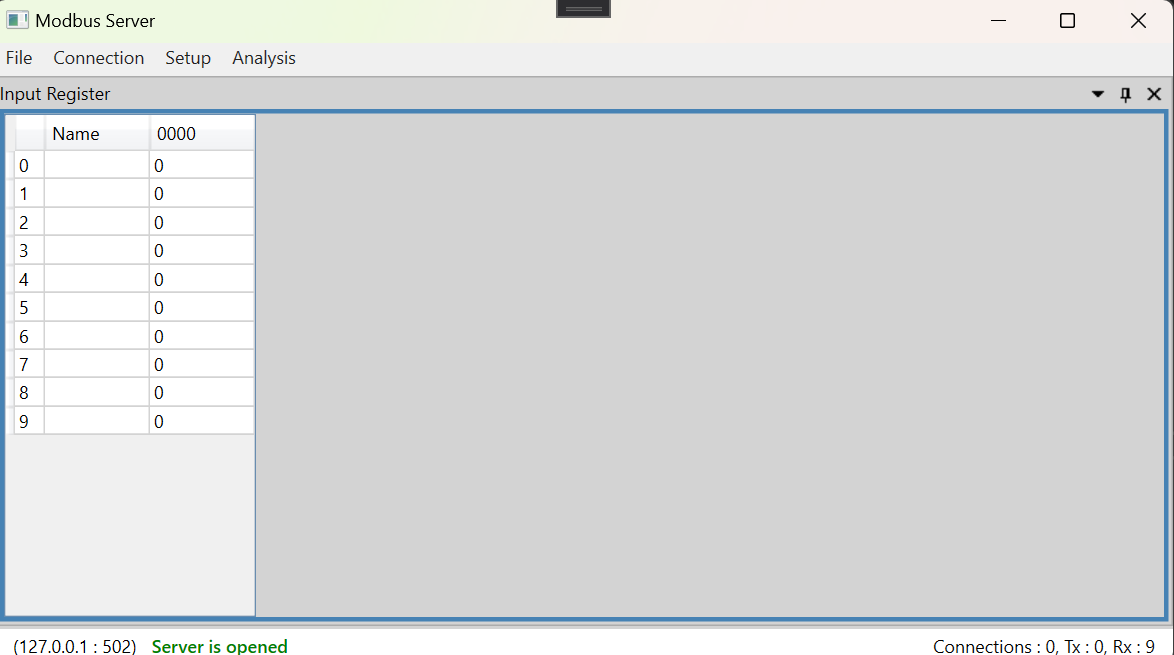 Modbus Server
File Connection Setup Analysis
Input Register
Name 0000
0 0
1 0
2 0
3 0
4 0
5 0
6 0
7 0
8 0
9 0
(127.0.0.1 : 502) Server is opened Connections : 0, Tx : 0, Rx : 9